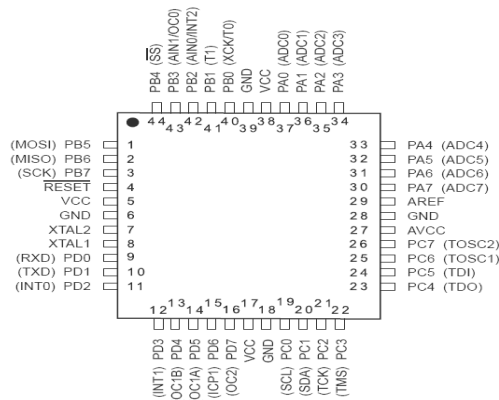 PB4 (SS)
PB3 (AIN1/OC0)
PB2 (AIN0/INT2)
PB1 (T1)
PB0 (XCK/T0)
GND
VCC
PA0 (ADC0)
PA1 (ADC1)
PA2 (ADC2)
PA3 (ADC3)
44 43 42 41 40 39 38 37 36 35 34
(MOSI) PB5 1
(MISO) PB6 2
(SCK) PB7 3
RESET 4
VCC 5
GND 6
XTAL2 7
XTAL1 8
(RXD) PD0 9
(TXD) PD1 10
(INT0) PD2 11
33 PA4 (ADC4)
32 PA5 (ADC5)
31 PA6 (ADC6)
30 PA7 (ADC7)
29 AREF
28 GND
27 AVCC
26 PC7 (TOSC2)
25 PC6 (TOSC1)
24 PC5 (TDI)
23 PC4 (TDO)
12 13 14 15 16 17 18 19 20 21 22
(INT1) PD3
OC1B) PD4
OC1A) PD5
(ICP1) PD6
(OC2) PD7
VCC
GND
(SCL) PC0
(SDA) PC1
(TCK) PC2
(TMS) PC3